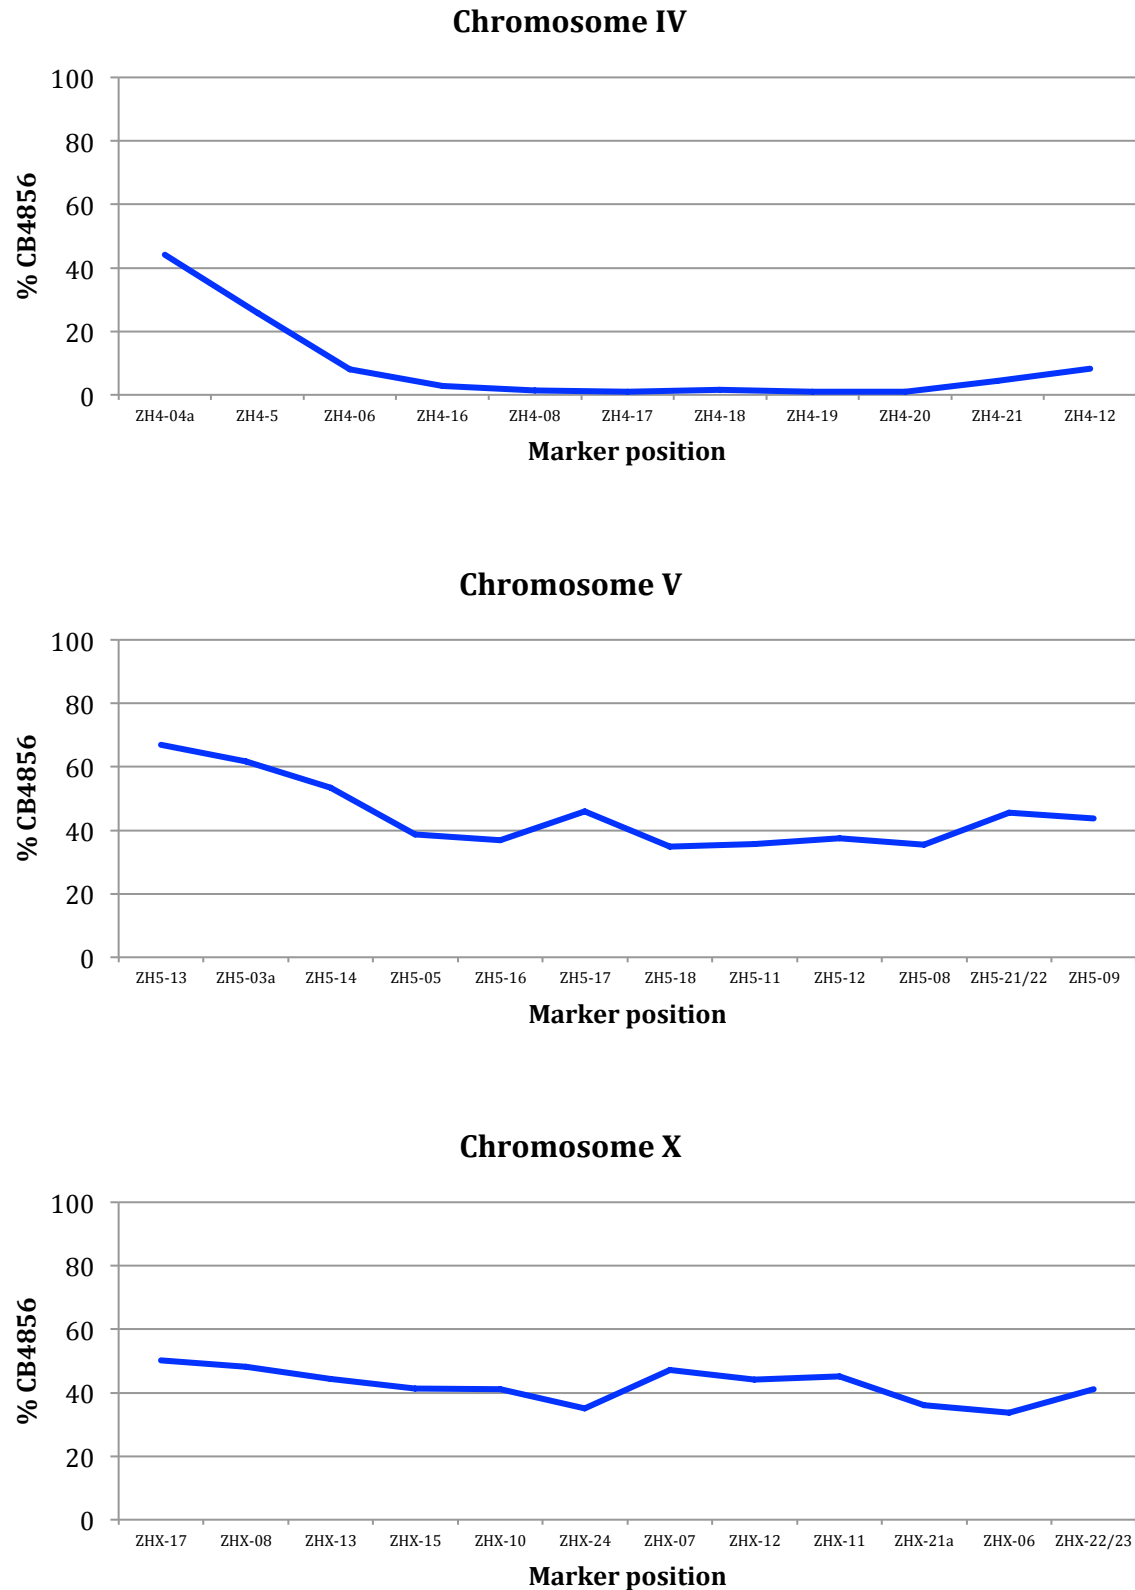 Chromosome IV
100
80
60
40
20
0
% CB4856
ZH4-04a ZH4-5 ZH4-06 ZH4-16 ZH4-08 ZH4-17 ZH4-18 ZH4-19 ZH4-20 ZH4-21 ZH4-12
Marker position
Chromosome V
100
80
60
40
20
0
% CB4856
ZH5-13 ZH5-03a ZH5-14 ZH5-05 ZH5-16 ZH5-17 ZH5-18 ZH5-11 ZH5-12 ZH5-08 ZH5-21/22 ZH5-09
Marker position
Chromosome X
100
80
60
40
20
0
% CB4856
ZHX-17 ZHX-08 ZHX-13 ZHX-15 ZHX-10 ZHX-24 ZHX-07 ZHX-12 ZHX-11 ZHX-21a ZHX-06 ZHX-22/23
Marker position